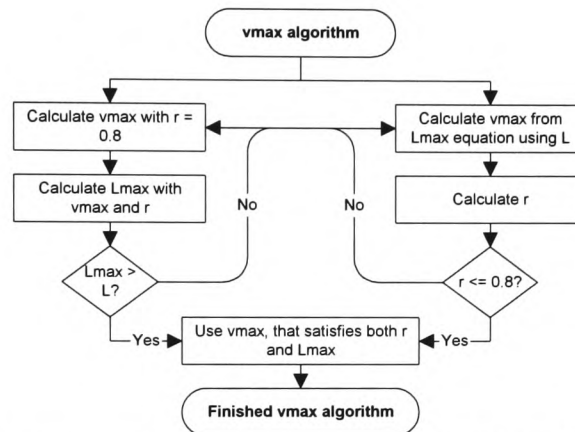 vmax algorithm
Calculate vmax with r =
0.8
Calculate vmax from
Lmax equation using L
Calculate Lmax with
vmax and r
Calculate r
No
No
Lmax >
L?
r <= 0.8?
Yes
Use vmax, that satisfies both r
and Lmax
Yes
Finished vmax algorithm